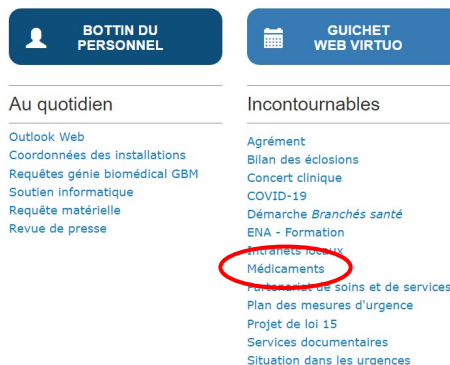 BOTTIN DU
PERSONNEL
GUICHET
WEB VIRTUO
Au quotidien
Outlook Web
Coordonnées des installations
Requêtes génie biomédical GBM
Soutien informatique
Requête matérielle
Revue de presse
Incontournables
Agrément
Bilan des éclosions
Concert clinique
COVID-19
Démarche Branchés santé
ENA - Formation
Intranets locaux
Médicaments
Partenariat de soins et de services
Plan des mesures d'urgence
Projet de loi 15
Services documentaires
Situation dans les urgences